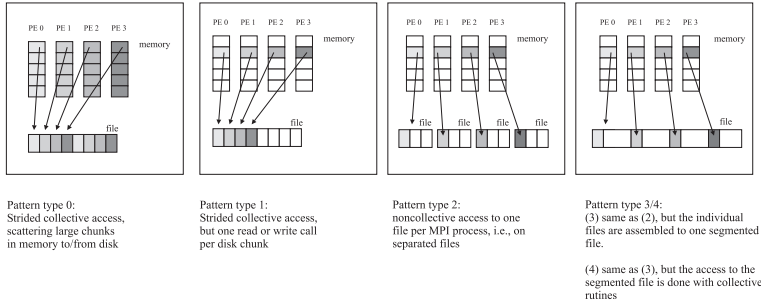 PE 0 PE 1 PE 2 PE 3
memory
file
PE 0 PE 1 PE 2 PE 3
memory
file
PE 0 PE 1 PE 2 PE 3
memory
file file file file
PE 0 PE 1 PE 2 PE 3
memory
file
Pattern type 0:
Strided collective access,
scattering large chunks
in memory to/from disk
Pattern type 1:
Strided collective access,
but one read or write call
per disk chunk
Pattern type 2:
noncollective access to one
file per MPI process, i.e., on
separated files
Pattern type 3/4:
(3) same as (2), but the individual
files are assembled to one segmented
file.
(4) same as (3), but the access to the
segmented file is done with collective
rutines